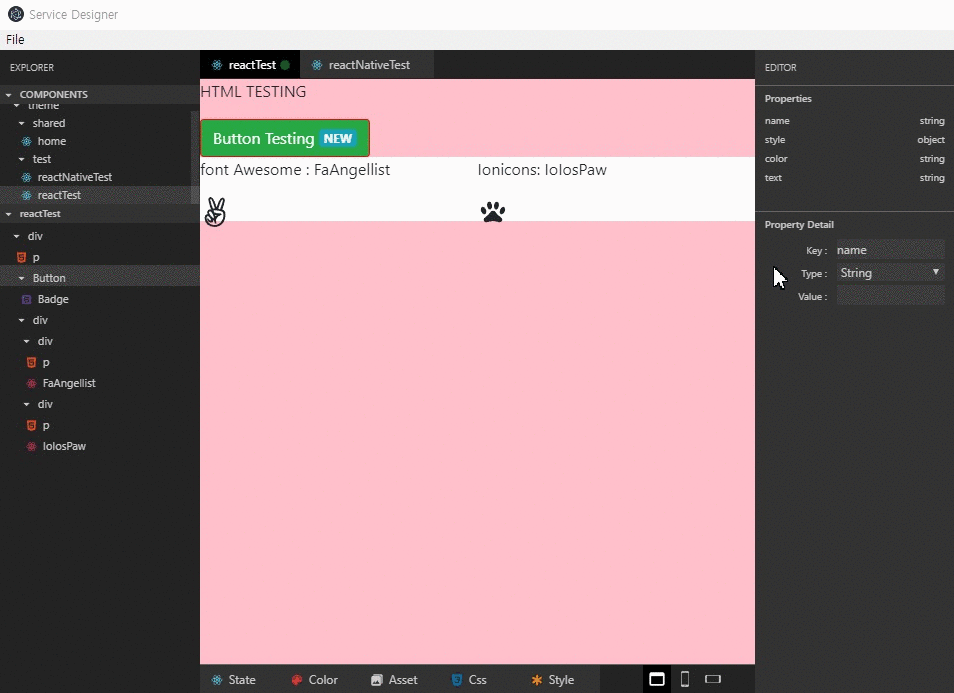 Service Designer
File
EXPLORER
COMPONENTS
theme
shared
home
test
reactNativeTest
reactTest
reactTest
div
p
Button
Badge
div
div
p
FaAngellist
div
p
IoIosPaw
reactTest
reactNativeTest
HTML TESTING
Button Testing NEW
font Awesome : FaAngellist
Ionicons: IoIosPaw
State
Color
Asset
Css
Style
EDITOR
Properties
name string
style object
color string
text string
Property Detail
Key : name
Type : String
Value :